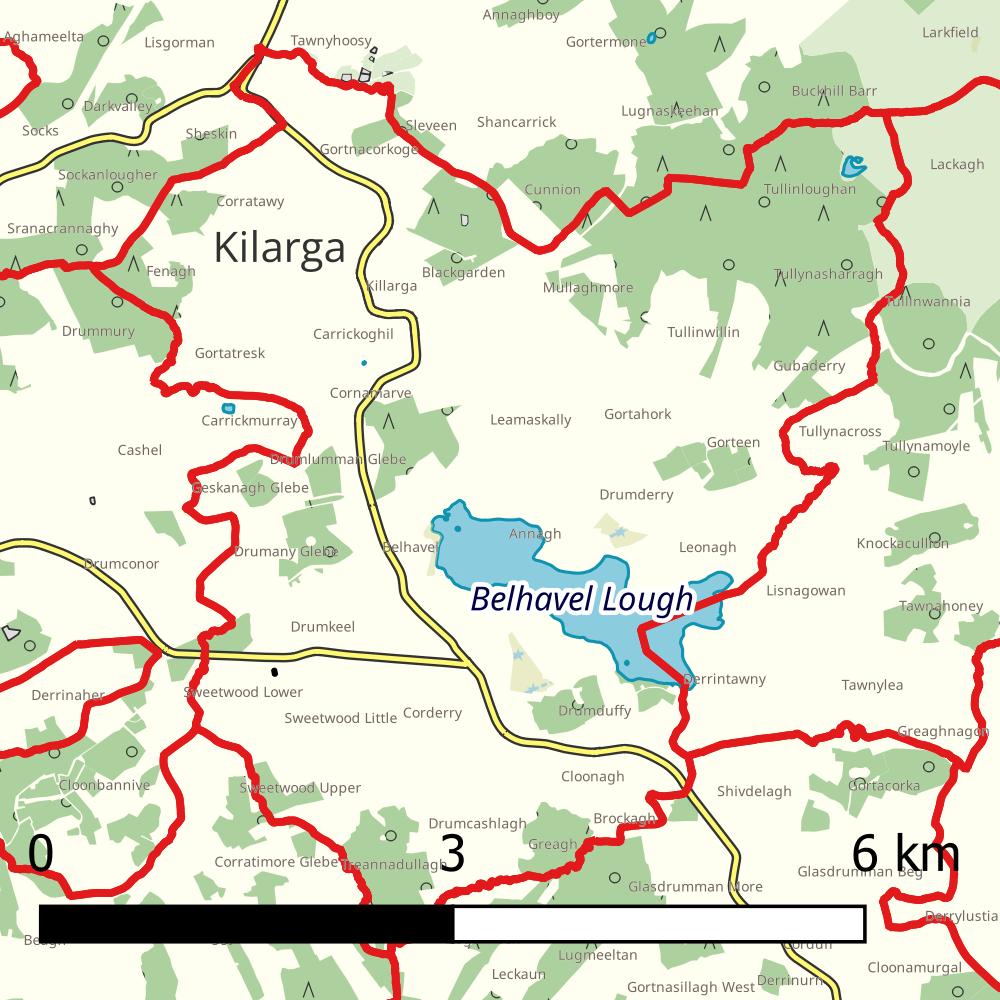 Annaghboy
Aghameelta
Lisgorman
Tawnyhoosy
Gortermone
Larkfield
Buckhill Barr
Darkvalley
Lugnaskeehan
Socks
Sheskin
Sleveen
Shancarrick
Gortnacorkoge
Lackagh
Sockanlougher
Cunnion
Tullinloughan
Corratawy
Sranacrannaghy
Kilarga
Fenagh
Blackgarden
Tullynasharragh
Killarga
Mullaghmore
Tullinwannia
Drummury
Carrickoghil
Tullinwillin
Gortatresk
Gubaderry
Cornamarve
Carrickmurray
Leamaskally
Gortahork
Tullynacross
Cashel
Gorteen
Tullynamoyle
Drumlumman Glebe
Geskanagh Glebe
Drumderry
Annagh
Drumany Glebe
Belhavel
Leonagh
Knockacullion
Drumconor
Belhavel Lough
Lisnagowan
Tawnahoney
Drumkeel
Derrinaher
Sweetwood Lower
Derrintawny
Tawnylea
Sweetwood Little
Corderry
Drumduffy
Greaghnagon
Cloonbannive
Sweetwood Upper
Cloonagh
Shivdelagh
Gortacorka
Drumcashlagh
Brockagh
Greagh
0
3
6 km
Corratimore Glebe
Treannadullagh
Glasdrumman Beg
Glasdrumman More
Derrylustia
Lugmeeltan
Leckaun
Cloonamurgal
Derrinurn
Gortnasillagh West